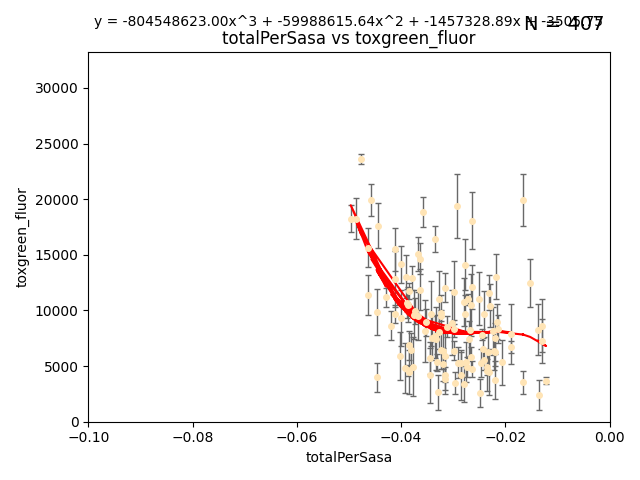 y = -804548623.00x^3 + -59988615.64x^2 + -1457328.89x + -3505.75
N = 407
totalPerSasa vs toxgreen_fluor
30000
25000
20000
15000
10000
5000
0
toxgreen_fluor
−0.10 −0.08 −0.06 −0.04 −0.02 0.00
totalPerSasa